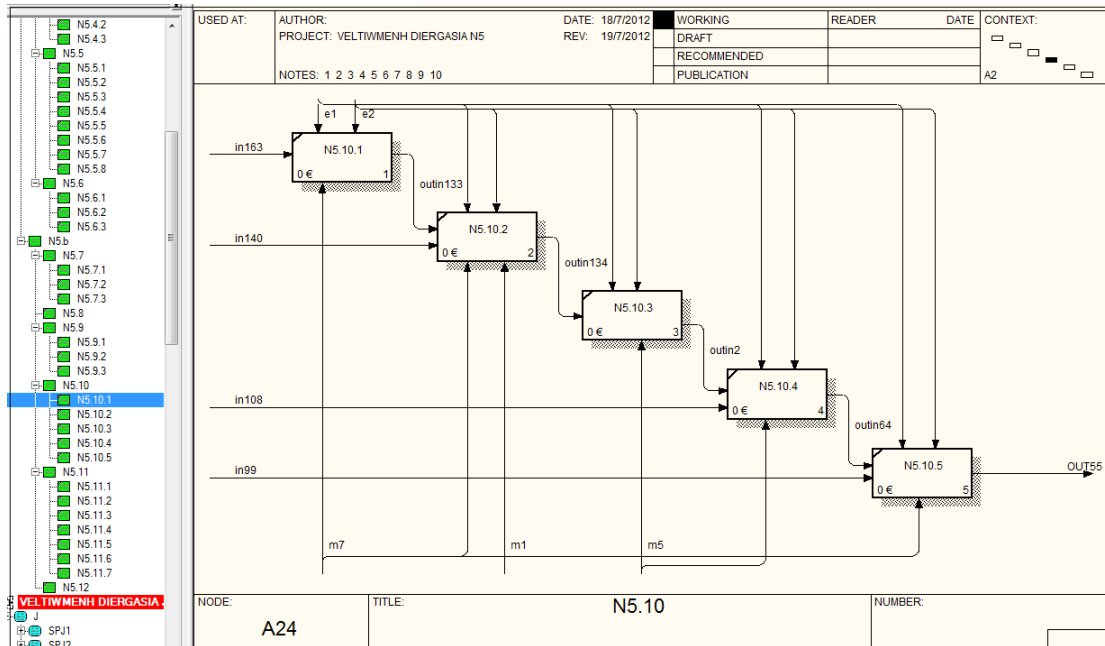 N5.4.2
N5.4.3
N5.5
N5.5.1
N5.5.2
N5.5.3
N5.5.4
N5.5.5
N5.5.6
N5.5.7
N5.5.8
N5.6
N5.6.1
N5.6.2
N5.6.3
N5.b
N5.7
N5.7.1
N5.7.2
N5.7.3
N5.8
N5.9
N5.9.1
N5.9.2
N5.9.3
N5.10
N5.10.1
N5.10.2
N5.10.3
N5.10.4
N5.10.5
N5.11
N5.11.1
N5.11.2
N5.11.3
N5.11.4
N5.11.5
N5.11.6
N5.11.7
N5.12
VELTIWMENH DIERGASIA
J
SPJ1
SPJ2
USED AT:
AUTHOR:
PROJECT: VELTIWMENH DIERGASIA N5
NOTES: 1 2 3 4 5 6 7 8 9 10
DATE: 18/7/2012
REV: 19/7/2012
WORKING
DRAFT
RECOMMENDED
PUBLICATION
READER DATE
CONTEXT:
A2
e1 e2
in163
N5.10.1
0 € 1
outin133
in140
N5.10.2
0 € 2
outin134
N5.10.3
0 € 3
outin2
in108
N5.10.4
0 € 4
outin64
in99
N5.10.5
0 € 5
OUT55
m7 m1 m5
NODE:
A24
TITLE:
N5.10
NUMBER: